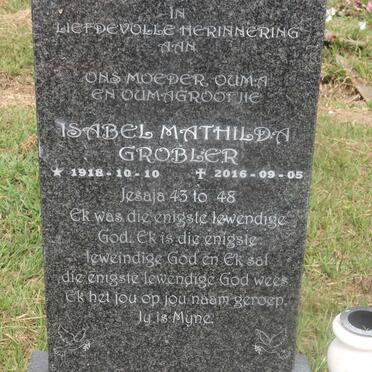 IN
LIEFDEVOLLE HERINNERING
AAN
ONS MOEDER, OUMA
EN OUMAGROOTJIE
ISABEL MATHILDA
GROBLER
★ 1918-10-10 ✝ 2016-09-05
Jesaja 43 to 48
Ek was die enigste lewendige
God. Ek is die enigste
leweindige God en Ek sal
die enigste lewendige God wees.
Ek het jou op jou naam geroep.
Jy is Myne.